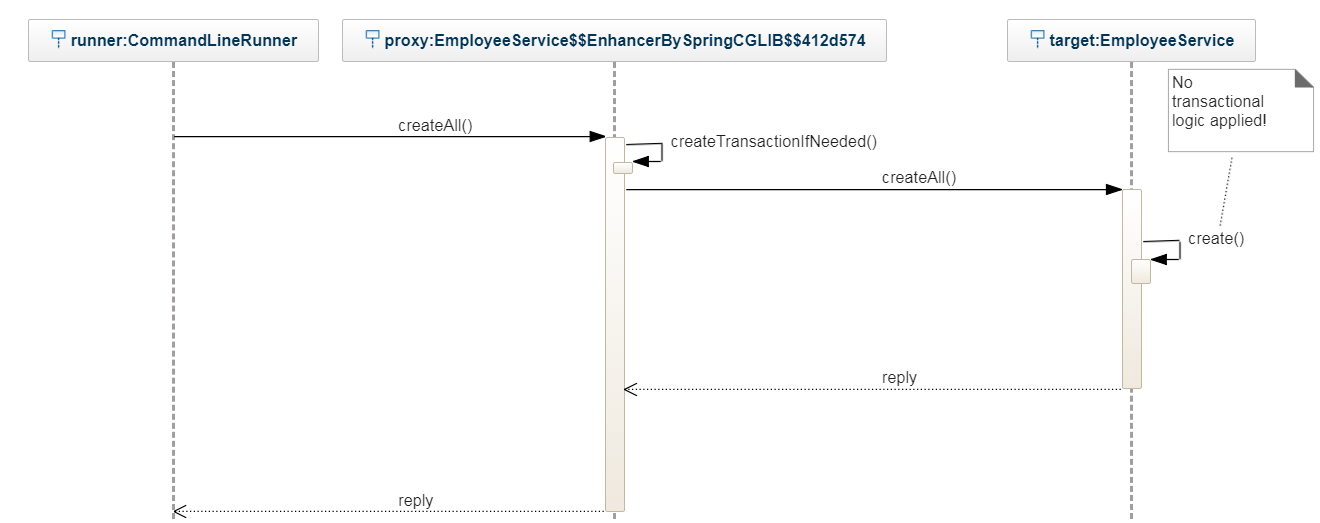 runner:CommandLineRunner
proxy:EmployeeService$$EnhancerBySpringCGLIB$$412d574
target:EmployeeService
No
transactional
logic applied!
createAll()
createTransactionIfNeeded()
createAll()
create()
reply
reply